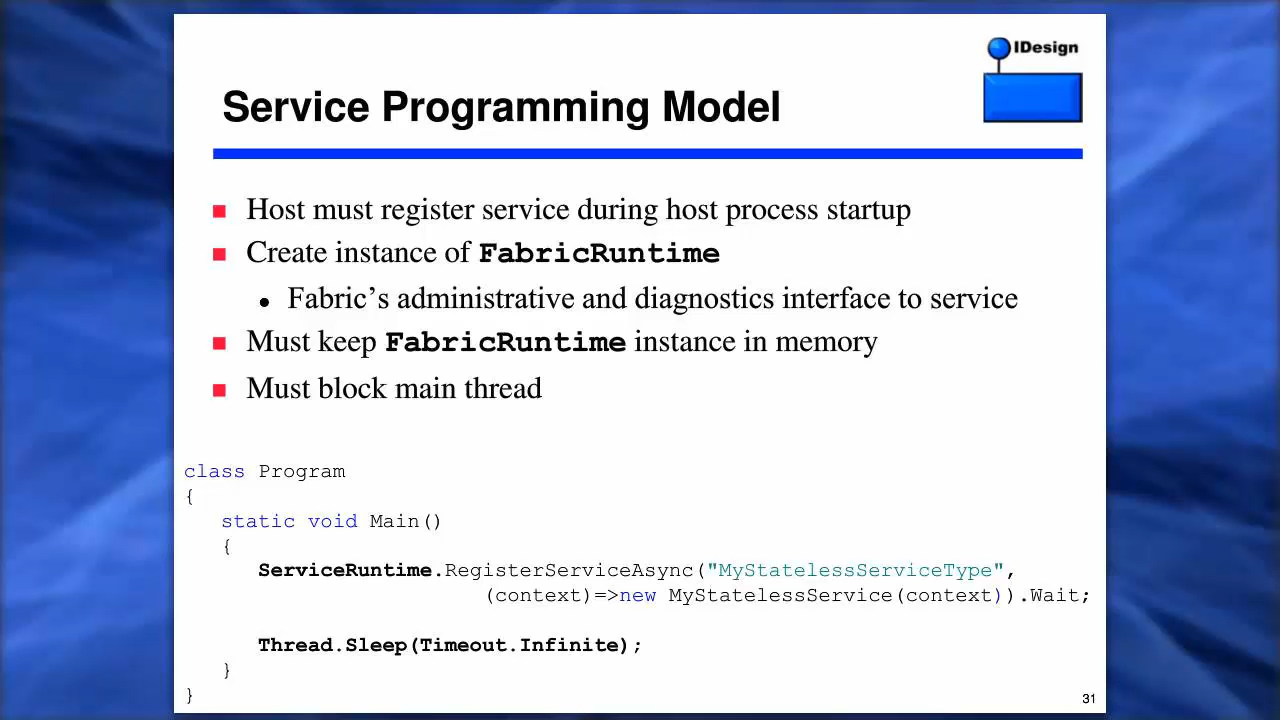 IDesign
Service Programming Model
Host must register service during host process startup
Create instance of FabricRuntime
Fabric's administrative and diagnostics interface to service
Must keep FabricRuntime instance in memory
Must block main thread
class Program
{
static void Main()
{
ServiceRuntime.RegisterServiceAsync("MyStatelessServiceType",
(context)=>new MyStatelessService(context)).Wait;
Thread.Sleep(Timeout.Infinite);
}
}
31